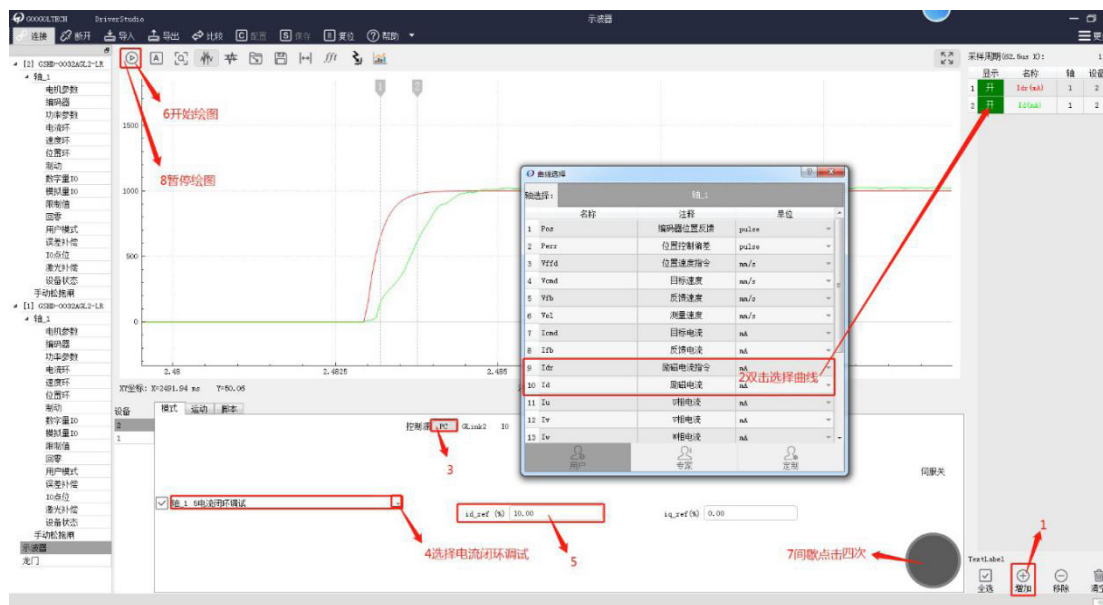 GOOGOLTECH DriverStudio 示波器
连接 断开 导入 导出 比较 配置 保存 复位 帮助
[2] GSHD-0032AGL2-LR
轴_1
电机参数
编码器
功率参数
电流环
速度环
位置环
制动
数字量IO
模拟量IO
限制值
回零
用户模式
误差补偿
IO点位
激光补偿
设备状态
手动松抱闸
[1] GSHD-0032AGL2-LR
轴_1
电机参数
编码器
功率参数
电流环
速度环
位置环
制动
数字量IO
模拟量IO
限制值
回零
用户模式
误差补偿
IO点位
激光补偿
设备状态
手动松抱闸
示波器
龙门
6开始绘图
8暂停绘图
1500
1000
500
0
2.48 2.4825 2.485
XY坐标: X=2491.94 ms Y=50.06
采样周期(62.5us X): 1
显示 名称 轴 设备
1 开 Idr(mA) 1 2
2 开 Id(mA) 1 2
曲线选择
轴选择: 轴_1
名称 注释 单位
1 Pos 编码器位置反馈 pulse
2 Perr 位置控制偏差 pulse
3 Vffd 位置速度指令 mm/s
4 Vcmd 目标速度 mm/s
5 Vfb 反馈速度 mm/s
6 Vel 测量速度 mm/s
7 Icmd 目标电流 mA
8 Ifb 反馈电流 mA
9 Idr 励磁电流指令 mA
10 Id 励磁电流 mA
11 Iu U相电流 mA
12 Iv V相电流 mA
13 Iw W相电流 mA
用户 专家 定制
2双击选择曲线
设备
2
1
模式 运动 脚本
控制源: PC GLink2 IO
3
伺服关
轴_1 5电流闭环调试
id_ref (%) 10.00 iq_ref(%) 0.00
4选择电流闭环调试
5
7间歇点击四次
1
TextLabel
全选 增加 移除 清空